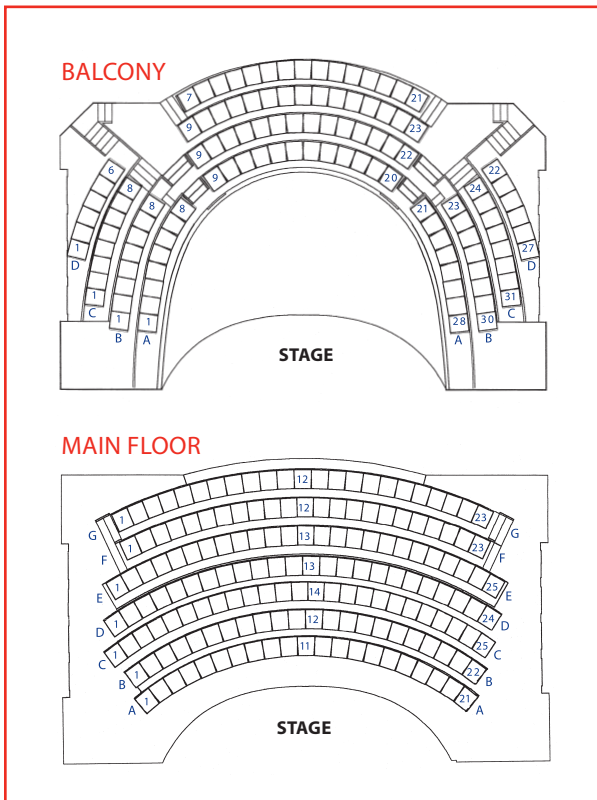 BALCONY
7 21
9 23
9 22
9 20
6 22
8 24
8 23
8 21
1 27
D D
1 31
C C
1 1 28 30
B A A B
STAGE
MAIN FLOOR
12
1 23
G G
12
1 23
F F
13
1 25
E E
13
1 24
D D
14
1 25
C C
12
1 22
B B
11
1 21
A A
STAGE